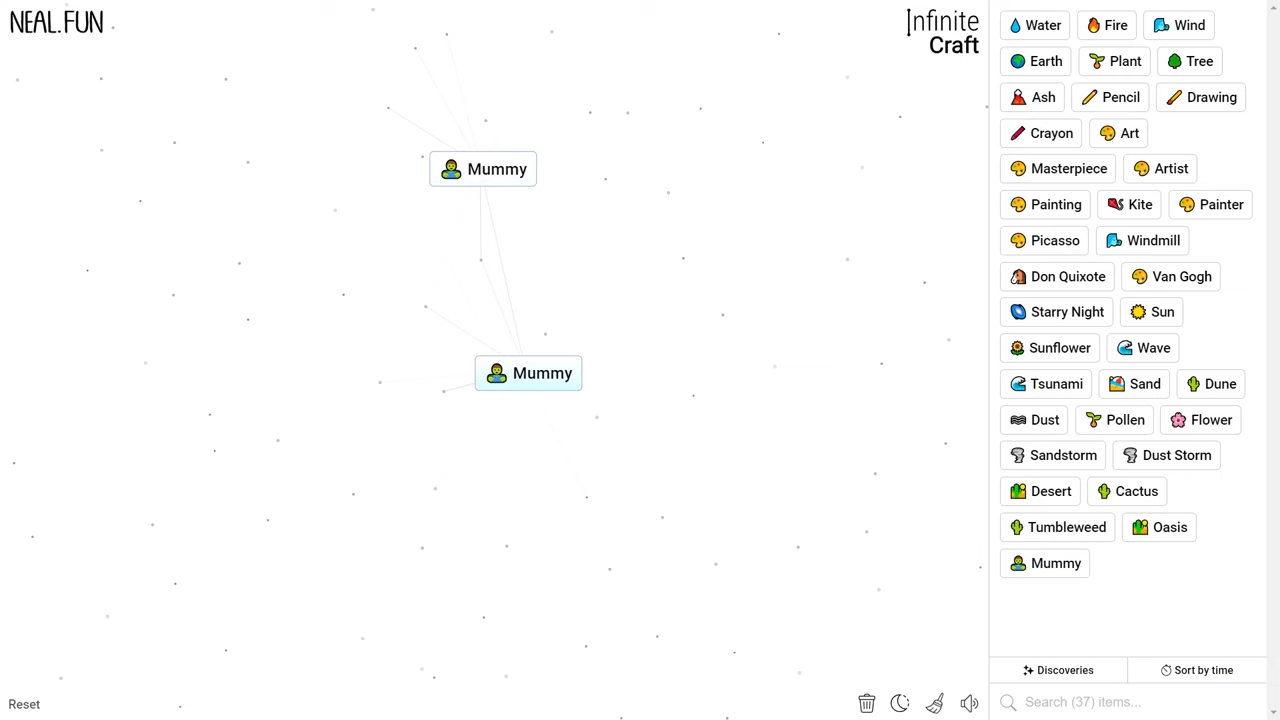 NEAL.FUN
Infinite
Craft
Mummy
Mummy
Water Fire Wind
Earth Plant Tree
Ash Pencil Drawing
Crayon Art
Masterpiece Artist
Painting Kite Painter
Picasso Windmill
Don Quixote Van Gogh
Starry Night Sun
Sunflower Wave
Tsunami Sand Dune
Dust Pollen Flower
Sandstorm Dust Storm
Desert Cactus
Tumbleweed Oasis
Mummy
Discoveries Sort by time
Search (37) items...
Reset